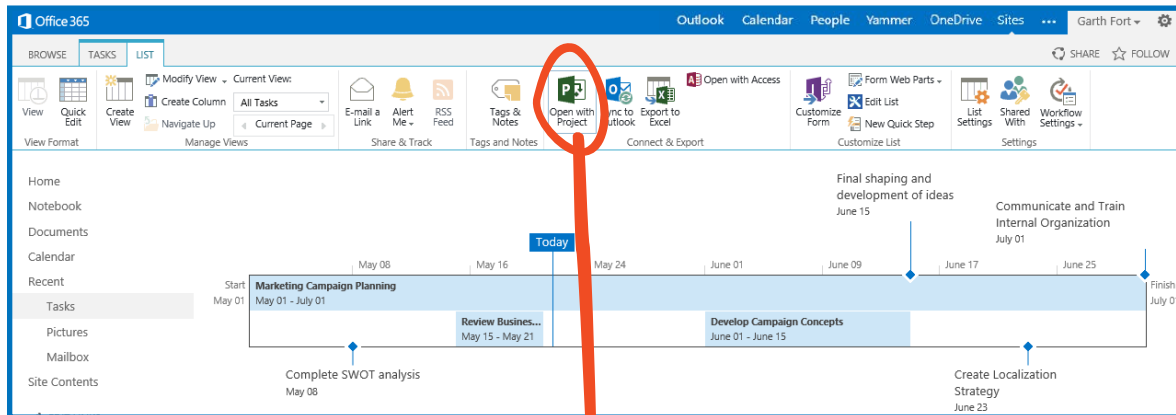 Office 365
Outlook Calendar People Yammer OneDrive Sites ••• Garth Fort
BROWSE TASKS LIST
SHARE FOLLOW
View
Quick Edit
Create View
Modify View
Create Column
Navigate Up
Current View:
All Tasks
Current Page
E-mail a Link
Alert Me
RSS Feed
Tags & Notes
Open with Project
to
Export to Excel
Open with Access
Customize Form
Form Web Parts
Edit List
New Quick Step
List Settings
Shared With
Workflow Settings
View Format
Manage Views
Share & Track
Tags and Notes
Connect & Export
Customize List
Settings
Home
Notebook
Documents
Calendar
Recent
Tasks
Pictures
Mailbox
Site Contents
Final shaping and
development of ideas
June 15
Communicate and Train
Internal Organization
July 01
Today
May 08 May 16 May 24 June 01 June 09 June 17 June 25
Start
May 01
Marketing Campaign Planning
May 01 - July 01
Finish
Review Busines...
May 15 - May 21
Develop Campaign Concepts
June 01 - June 15
Complete SWOT analysis
May 08
Create Localization
Strategy
June 23